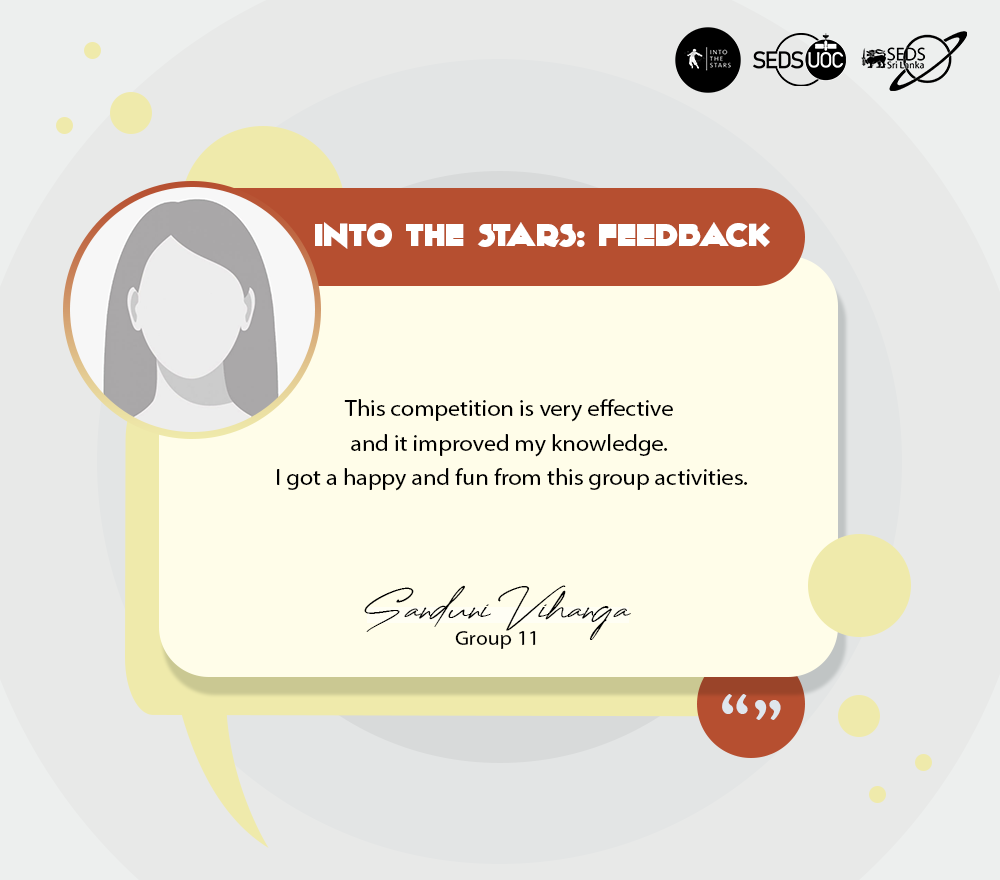 INTO
THE
STARS
SEDS UOC
SEDS
Sri Lanka
INTO THE STARS: FEEDBACK
This competition is very effective
and it improved my knowledge.
I got a happy and fun from this group activities.
Sanduni Vihanga
Group 11
“”